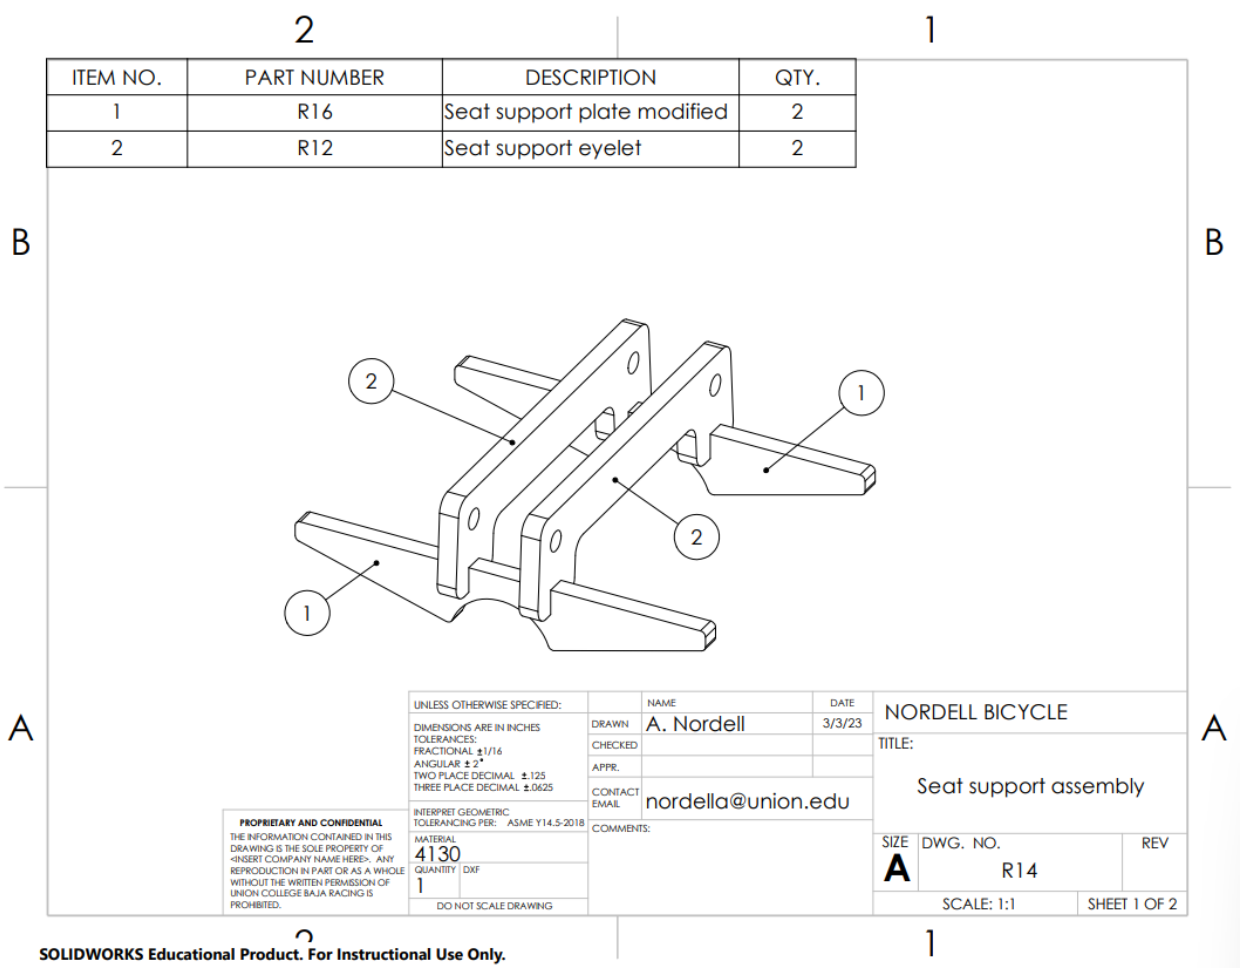 2 1
ITEM NO. PART NUMBER DESCRIPTION QTY.
1 R16 Seat support plate modified 2
2 R12 Seat support eyelet 2
B B
2
1
2
1
A A
UNLESS OTHERWISE SPECIFIED:
DIMENSIONS ARE IN INCHES
TOLERANCES:
FRACTIONAL ±1/16
ANGULAR ± 2°
TWO PLACE DECIMAL ±.125
THREE PLACE DECIMAL ±.0625
INTERPRET GEOMETRIC
TOLERANCING PER: ASME Y14.5-2018
MATERIAL
4130
QUANTITY DXF
1
DO NOT SCALE DRAWING
NAME DATE
DRAWN A. Nordell 3/3/23
CHECKED
APPR.
CONTACT
EMAIL nordella@union.edu
COMMENTS:
NORDELL BICYCLE
TITLE:
Seat support assembly
SIZE DWG. NO. REV
A R14
SCALE: 1:1 SHEET 1 OF 2
PROPRIETARY AND CONFIDENTIAL
THE INFORMATION CONTAINED IN THIS
DRAWING IS THE SOLE PROPERTY OF
<INSERT COMPANY NAME HERE>. ANY
REPRODUCTION IN PART OR AS A WHOLE
WITHOUT THE WRITTEN PERMISSION OF
UNION COLLEGE BAJA RACING IS
PROHIBITED.
2 1
SOLIDWORKS Educational Product. For Instructional Use Only.